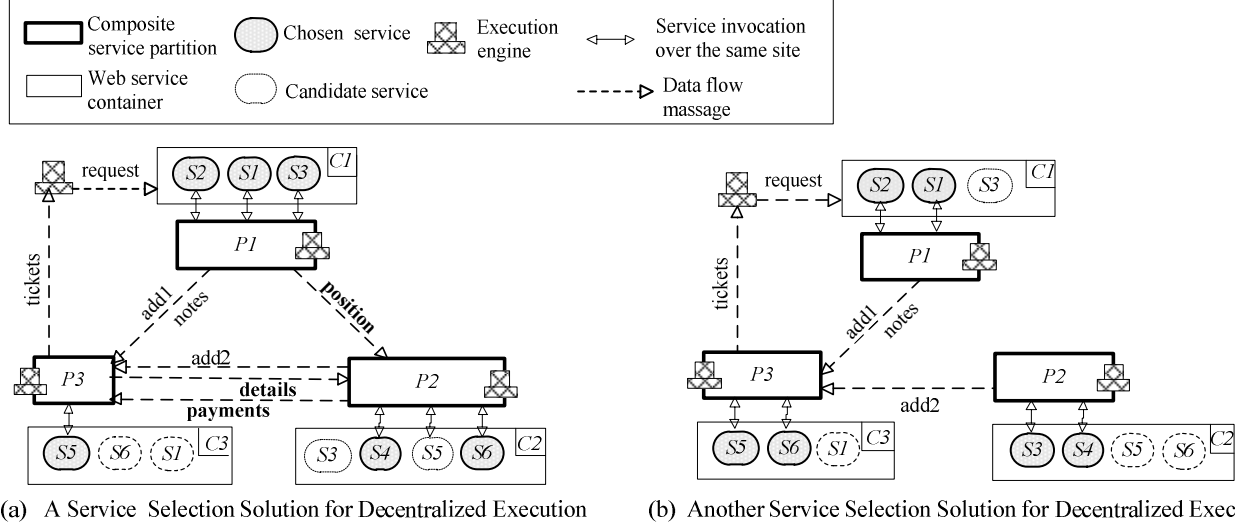 Composite
service partition
Chosen service
Execution
engine
Service invocation
over the same site
Web service
container
Candidate service
Data flow
massage
request
S2 S1 S3 C1
P1
tickets
add1
notes
position
P3
add2
details
payments
P2
S5 S6 S1 C3
S3 S4 S5 S6 C2
(a) A Service Selection Solution for Decentralized Execution
request
S2 S1 S3 C1
P1
tickets
add1
notes
P3
add2
P2
S5 S6 S1 C3
S3 S4 S5 S6 C2
(b) Another Service Selection Solution for Decentralized Exec